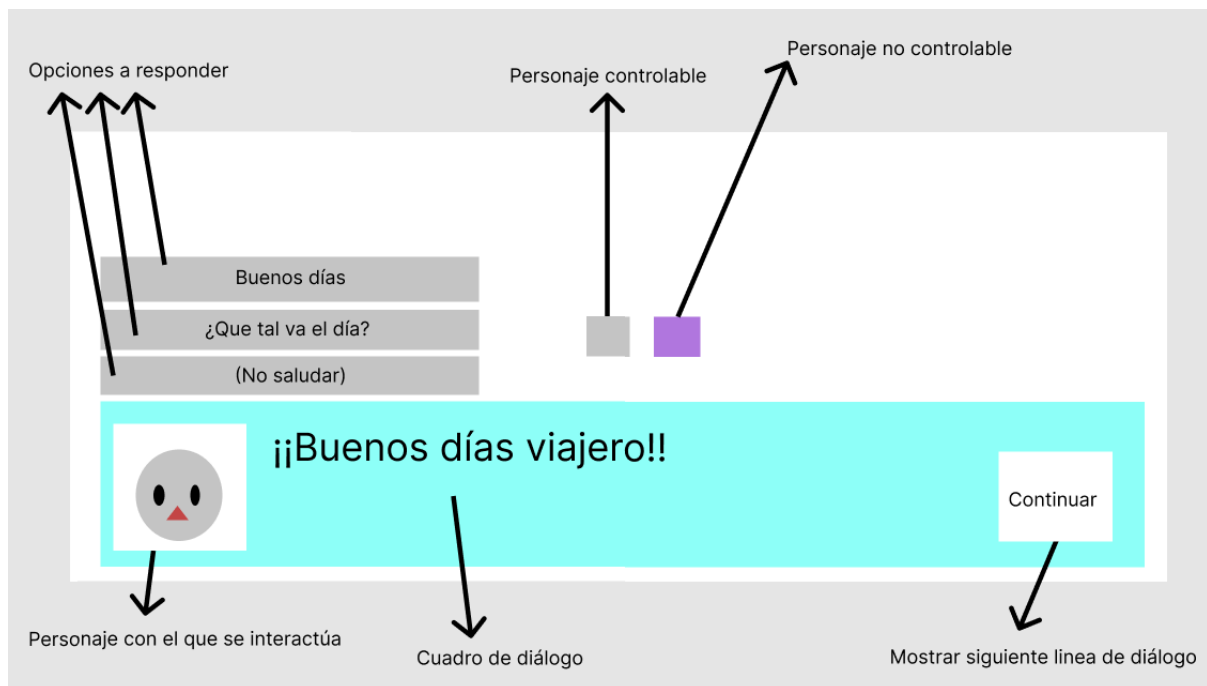 Personaje no controlable
Opciones a responder
Personaje controlable
Buenos días
¿Que tal va el día?
(No saludar)
¡¡Buenos días viajero!!
Continuar
Personaje con el que se interactúa
Cuadro de diálogo
Mostrar siguiente linea de diálogo